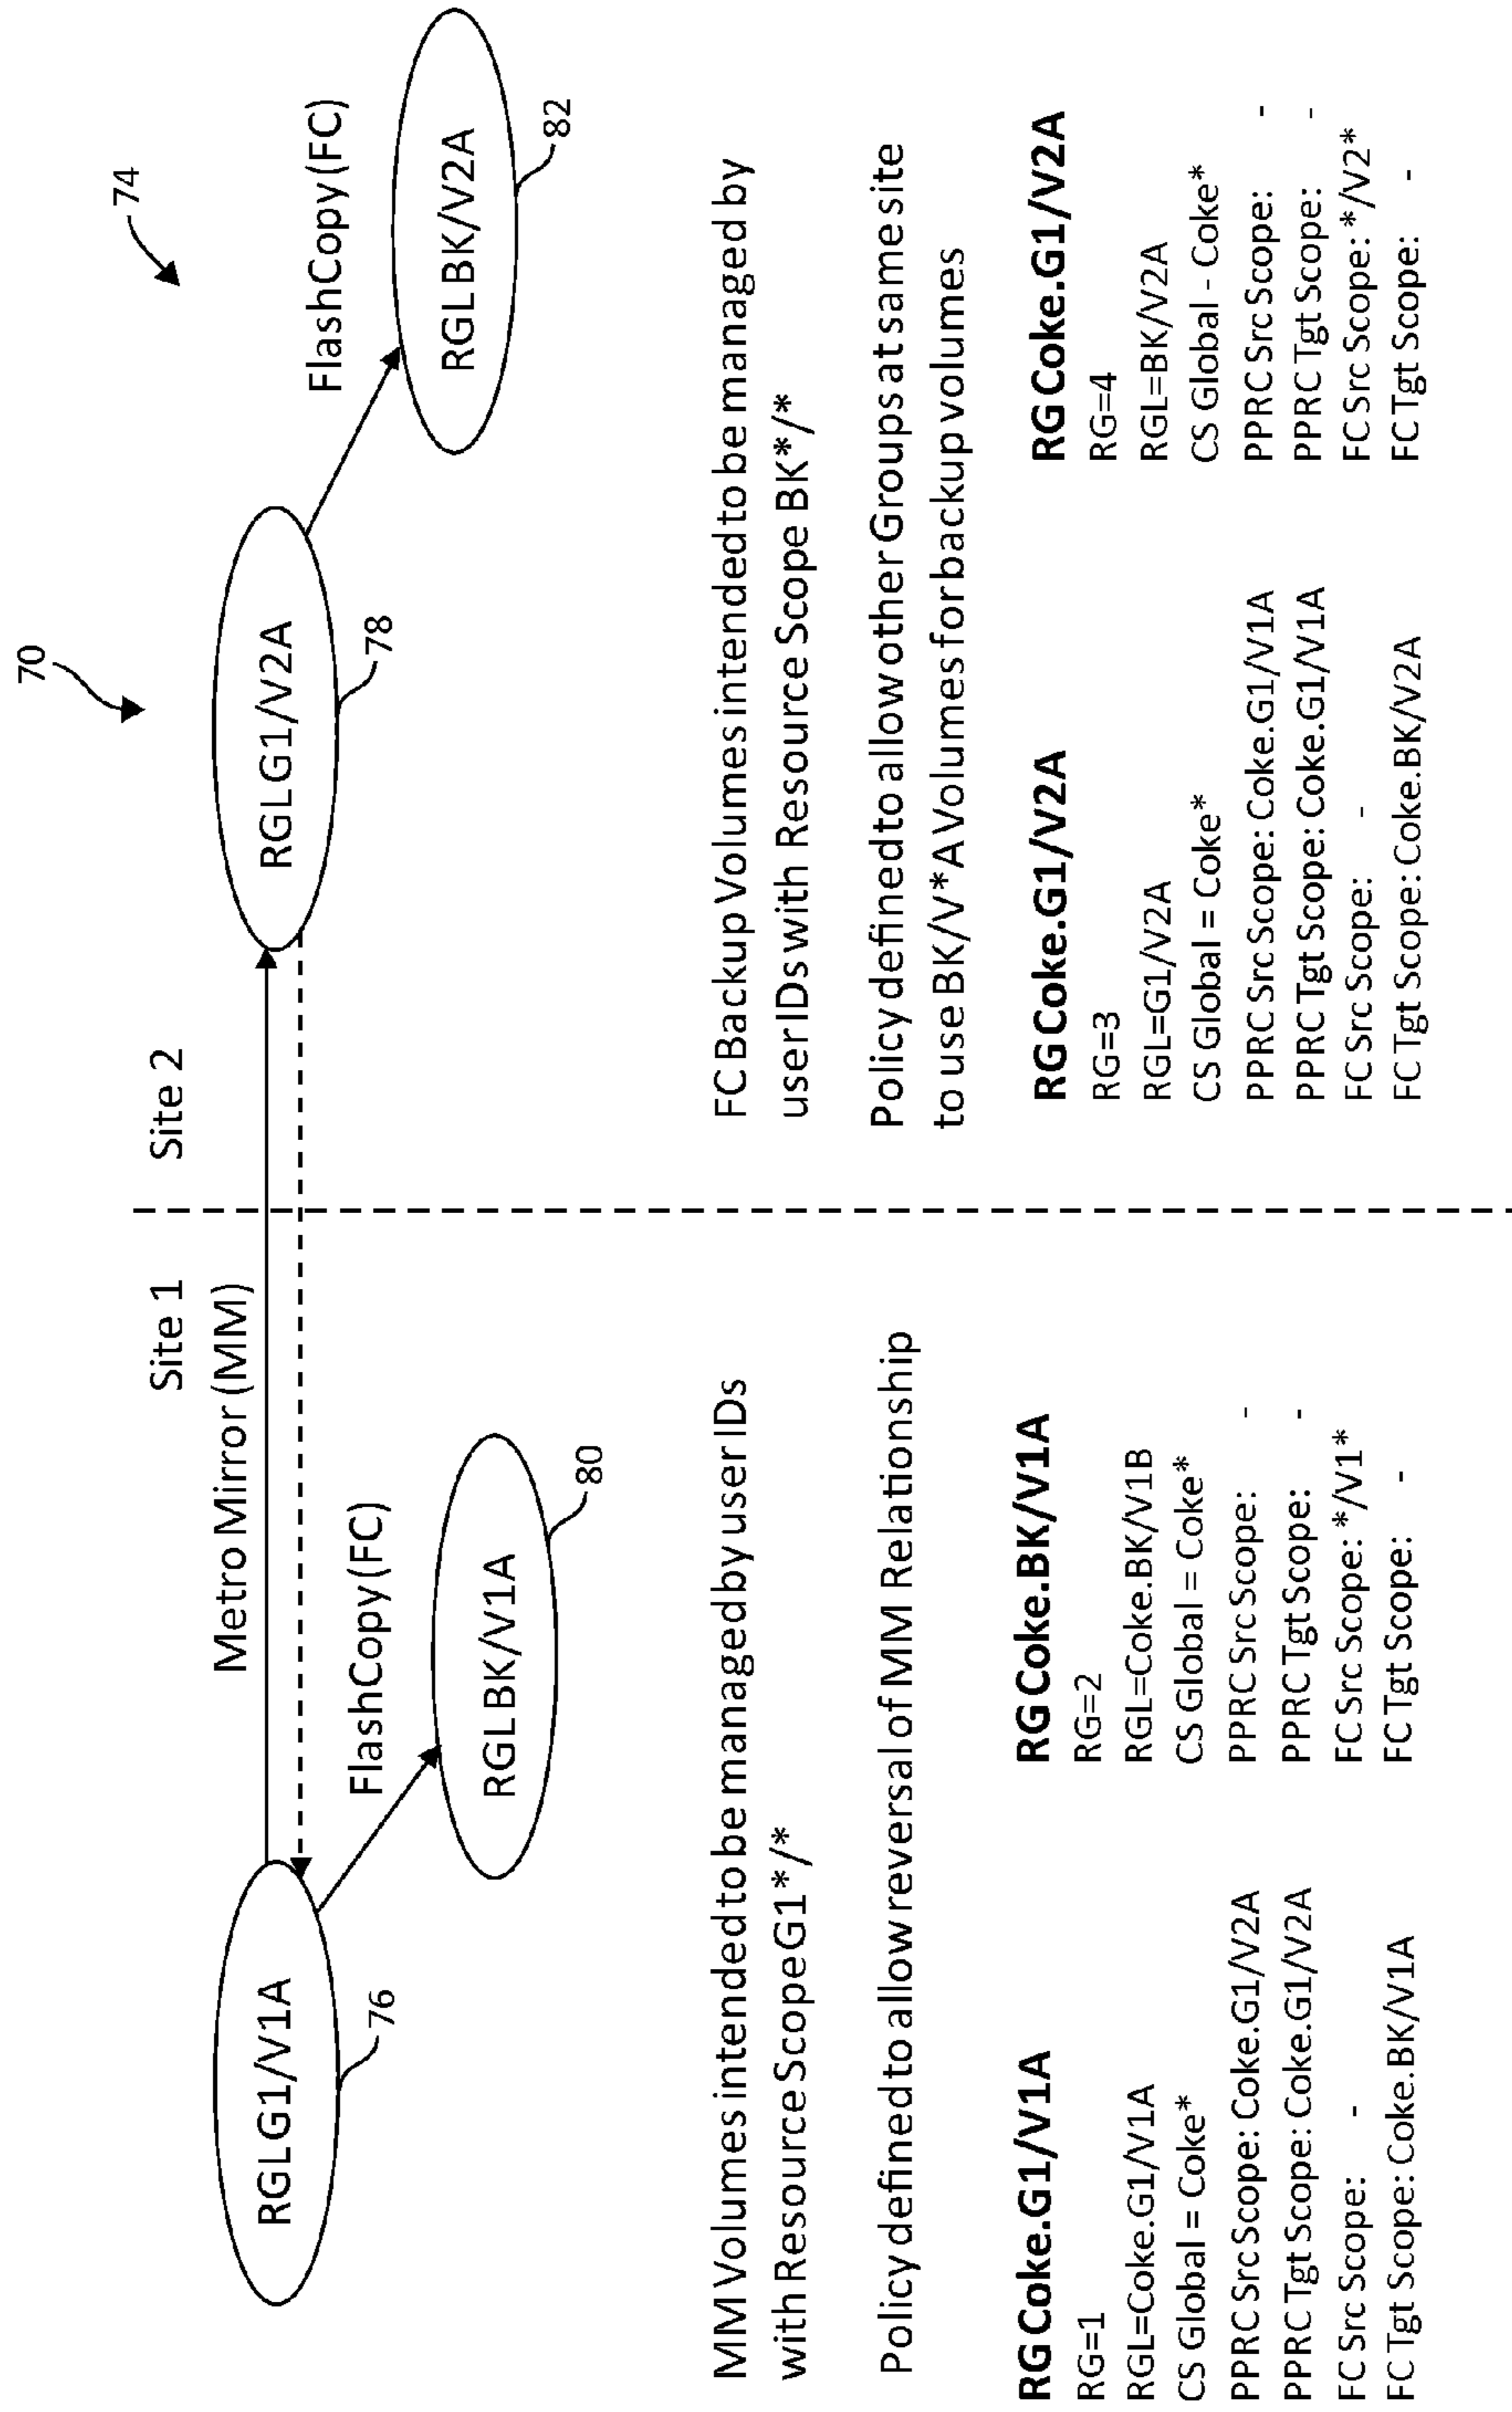 70
74
Site 1
Site 2
Metro Mirror (MM)
RGLG1/V1A
76
FlashCopy(FC)
RGLBK/V1A
80
RGLG1/V2A
78
FlashCopy(FC)
RGLBK/V2A
82
MM Volumes intended to be managed by user IDs
with Resource Scope G1*/*
Policy defined to allow reversal of MM Relationship
FC Backup Volumes intended to be managed by
user IDs with Resource Scope BK*/*
Policy defined to allow other Groups at same site
to use BK/V*A Volumes for backup volumes
RG Coke.G1/V1A
RG=1
RGL=Coke.G1/V1A
CS Global = Coke*
PPRC Src Scope: Coke.G1/V2A
PPRC Tgt Scope: Coke.G1/V2A
FC Src Scope: -
FC Tgt Scope: Coke.BK/V1A
RG Coke.BK/V1A
RG=2
RGL=Coke.BK/V1B
CS Global = Coke*
PPRC Src Scope: -
PPRC Tgt Scope: -
FC Src Scope: */V1*
FC Tgt Scope: -
RG Coke.G1/V2A
RG=3
RGL=G1/V2A
CS Global = Coke*
PPRC Src Scope: Coke.G1/V1A
PPRC Tgt Scope: Coke.G1/V1A
FC Src Scope: -
FC Tgt Scope: Coke.BK/V2A
RG Coke.G1/V2A
RG=4
RGL=BK/V2A
CS Global - Coke*
PPRC Src Scope: -
PPRC Tgt Scope: -
FC Src Scope: */V2*
FC Tgt Scope: -